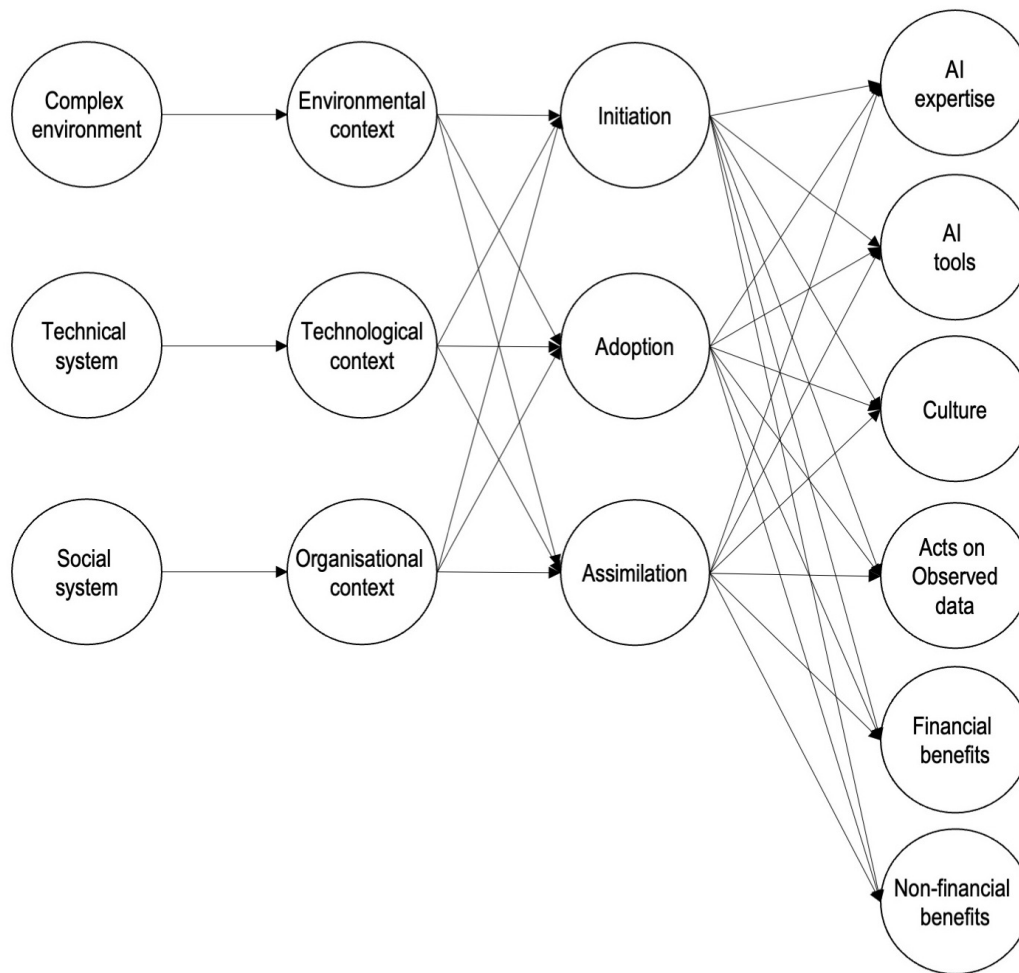 Complex
environment
Environmental
context
Initiation
AI
expertise
AI
tools
Technical
system
Technological
context
Adoption
Culture
Social
system
Organisational
context
Assimilation
Acts on
Observed
data
Financial
benefits
Non-financial
benefits